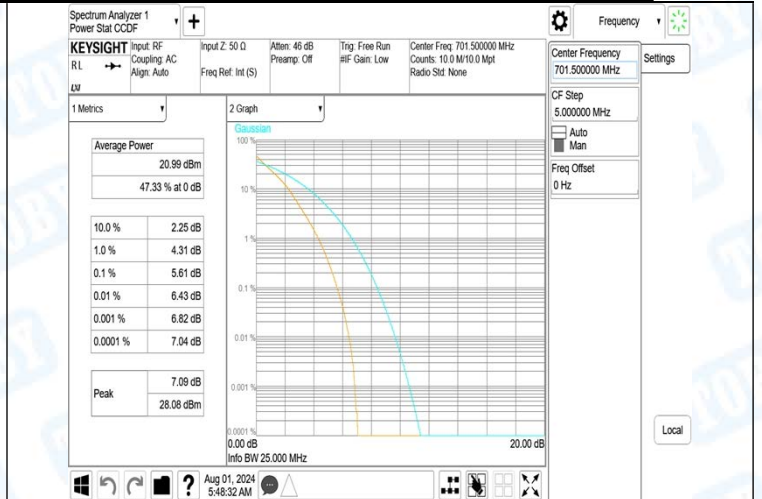 Spectrum Analyzer 1
Power Stat CCDF
Frequency
KEYSIGHT
RL
Input: RF
Coupling: AC
Align: Auto
Input Z: 50 Ω
Freq Ref: Int (S)
Atten: 46 dB
Preamp: Off
Trig: Free Run
#IF Gain: Low
Center Freq: 701.500000 MHz
Counts: 10.0 M/10.0 Mpt
Radio Std: None
Center Frequency
701.500000 MHz
Settings
CF Step
5.000000 MHz
Auto
Man
Freq Offset
0 Hz
1 Metrics
Average Power
20.99 dBm
47.33 % at 0 dB
10.0 % 2.25 dB
1.0 % 4.31 dB
0.1 % 5.61 dB
0.01 % 6.43 dB
0.001 % 6.82 dB
0.0001 % 7.04 dB
Peak
7.09 dB
28.08 dBm
2 Graph
Gaussian
100 %
10 %
1 %
0.1 %
0.01 %
0.001 %
0.0001 %
0.00 dB 20.00 dB
Info BW 25.000 MHz
Local
?
Aug 01, 2024
5:48:32 AM